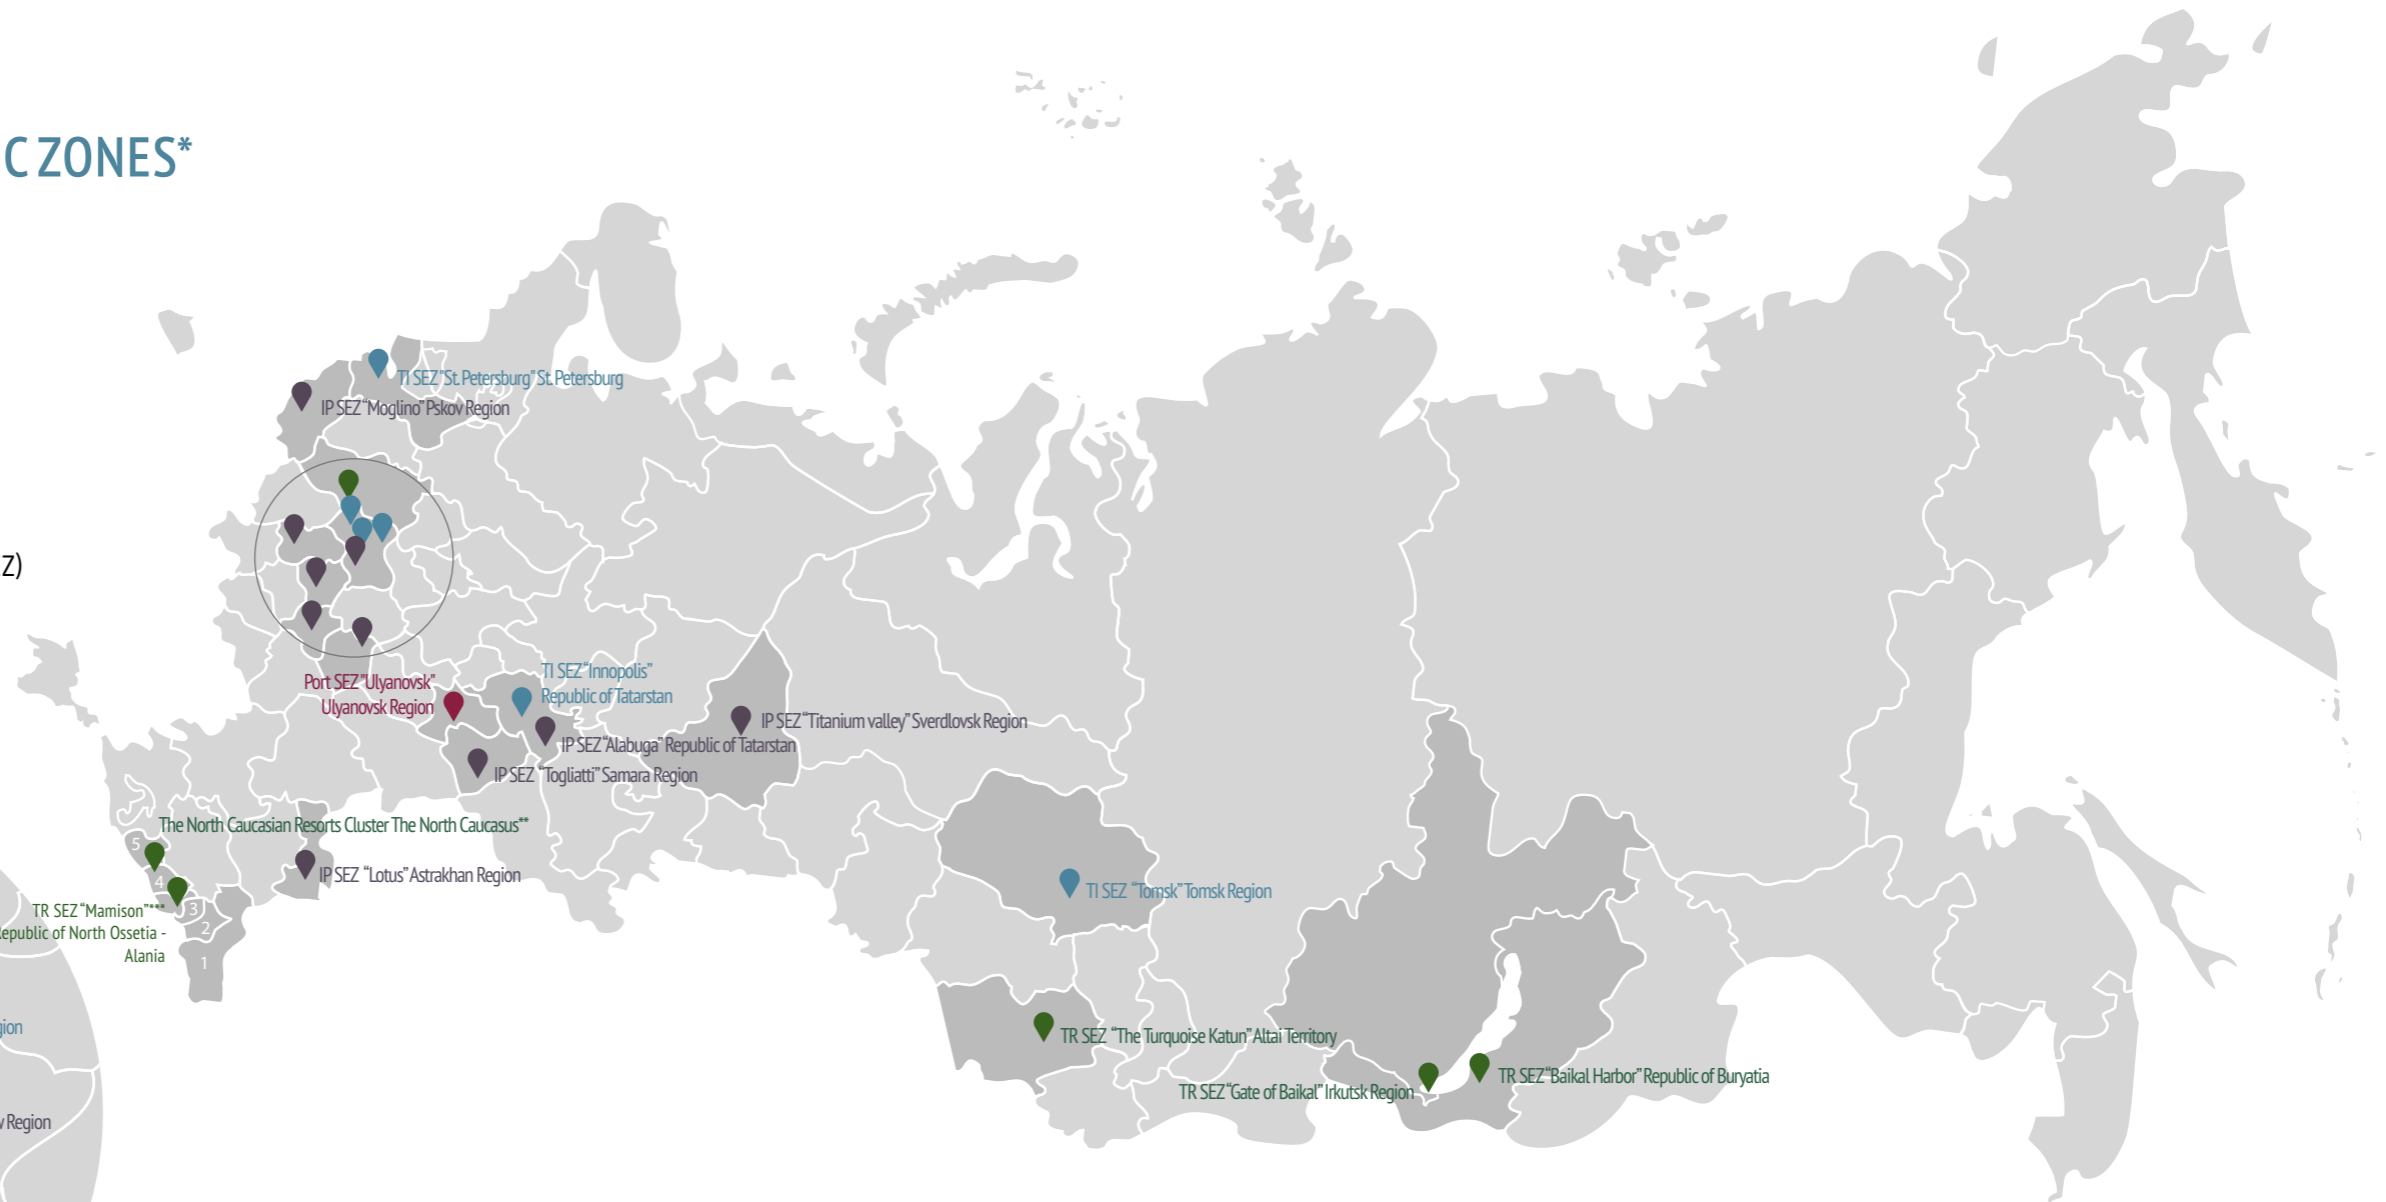 C ZONES*
TI SEZ "St. Petersburg" St. Petersburg
IP SEZ “Moglino” Pskov Region
Z)
TI SEZ “Innopolis”
Republic of Tatarstan
Port SEZ "Ulyanovsk"
Ulyanovsk Region
IP SEZ “Titanium valley” Sverdlovsk Region
IP SEZ “Alabuga” Republic of Tatarstan
IP SEZ “Togliatti” Samara Region
The North Caucasian Resorts Cluster The North Caucasus**
5
IP SEZ “Lotus” Astrakhan Region
4
TI SEZ “Tomsk” Tomsk Region
TR SEZ “Mamison”***
Republic of North Ossetia -
Alania
3
2
1
gion
TR SEZ “The Turquoise Katun” Altai Territory
TR SEZ “Baikal Harbor” Republic of Buryatia
TR SEZ “Gate of Baikal” Irkutsk Region
Region